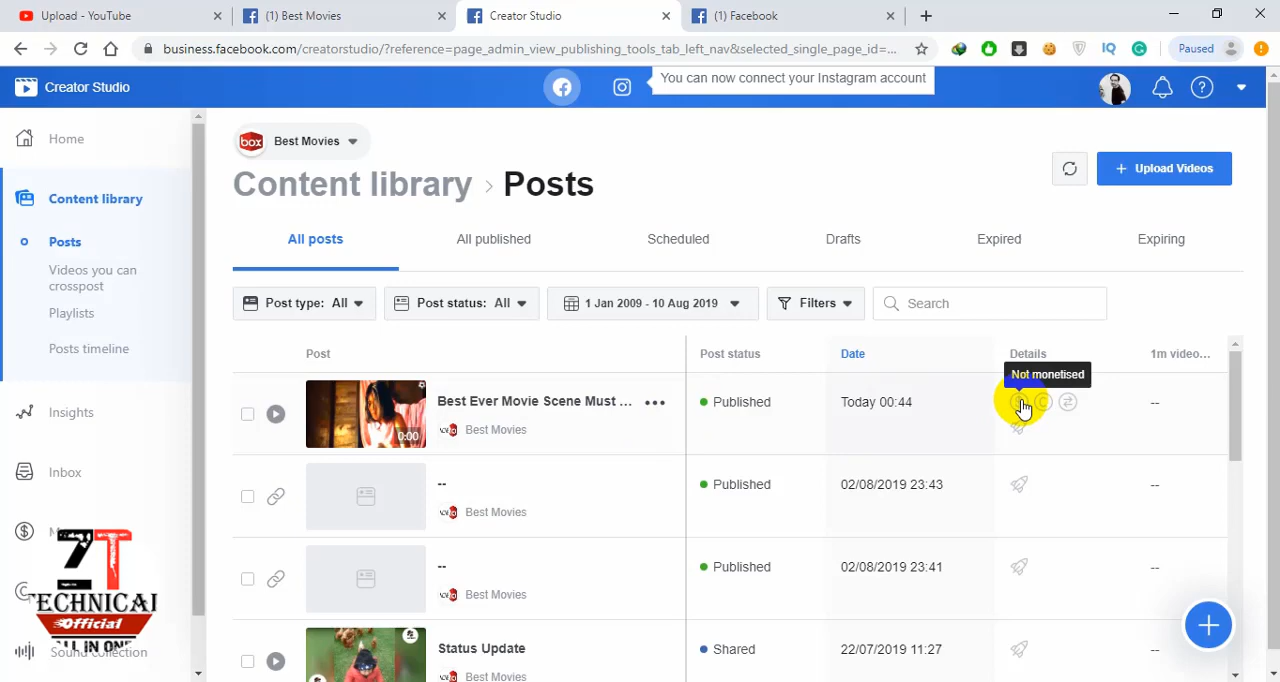 Upload - YouTube
(1) Best Movies
Creator Studio
(1) Facebook
business.facebook.com/creatorstudio/?reference=page_admin_view_publishing_tools_tab_left_nav&selected_single_page_id=...
IQ
Paused
Creator Studio
You can now connect your Instagram account
Home
box Best Movies
Content library › Posts
Upload Videos
Content library
Posts
Videos you can
crosspost
Playlists
Posts timeline
Insights
Inbox
Sound collection
All posts
All published
Scheduled
Drafts
Expired
Expiring
Post type: All
Post status: All
1 Jan 2009 - 10 Aug 2019
Filters
Search
Post
Post status
Date
Details
1m video...
Not monetised
Best Ever Movie Scene Must ...
Published
Today 00:44
--
0:00
Best Movies
--
Published
02/08/2019 23:43
--
Best Movies
--
Published
02/08/2019 23:41
--
Best Movies
Status Update
Shared
22/07/2019 11:27
--
Best Movies
ZT
TECHNICAL
Official
ALL IN ONE